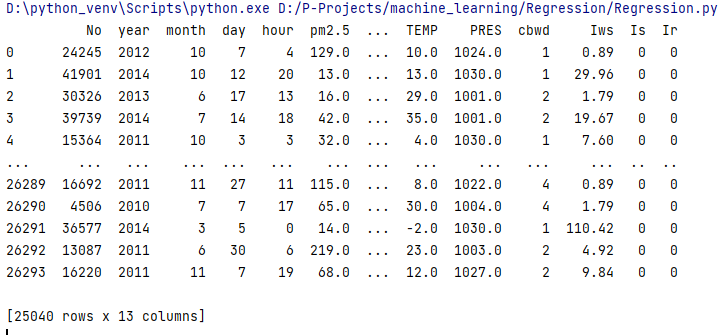 D:\python_venv\Scripts\python.exe D:/P-Projects/machine_learning/Regression/Regression.py
No year month day hour pm2.5 ... TEMP PRES cbwd Iws Is Ir
0 24245 2012 10 7 4 129.0 ... 10.0 1024.0 1 0.89 0 0
1 41901 2014 10 12 20 13.0 ... 13.0 1030.0 1 29.96 0 0
2 30326 2013 6 17 13 16.0 ... 29.0 1001.0 2 1.79 0 0
3 39739 2014 7 14 18 42.0 ... 35.0 1001.0 2 19.67 0 0
4 15364 2011 10 3 3 32.0 ... 4.0 1030.0 1 7.60 0 0
... ... ... ... ... ... ... ... ... ... ... ... .. ..
26289 16692 2011 11 27 11 115.0 ... 8.0 1022.0 4 0.89 0 0
26290 4506 2010 7 7 17 65.0 ... 30.0 1004.0 4 1.79 0 0
26291 36577 2014 3 5 0 14.0 ... -2.0 1030.0 1 110.42 0 0
26292 13087 2011 6 30 6 219.0 ... 23.0 1003.0 2 4.92 0 0
26293 16220 2011 11 7 19 68.0 ... 12.0 1027.0 2 9.84 0 0
[25040 rows x 13 columns]